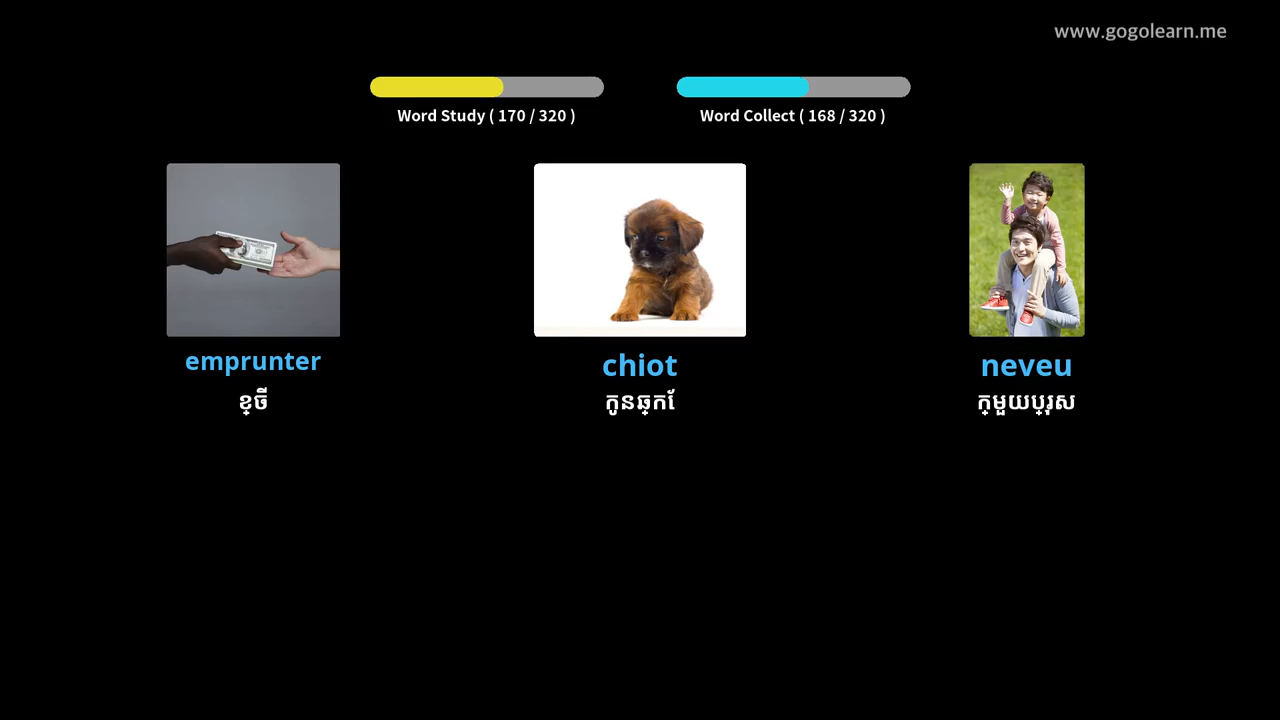 www.gogolearn.me
Word Study ( 170 / 320 )
Word Collect ( 168 / 320 )
emprunter
chiot
neveu
ខ្ចី
កូនឆ្កែ
ក្មួយប្រុស